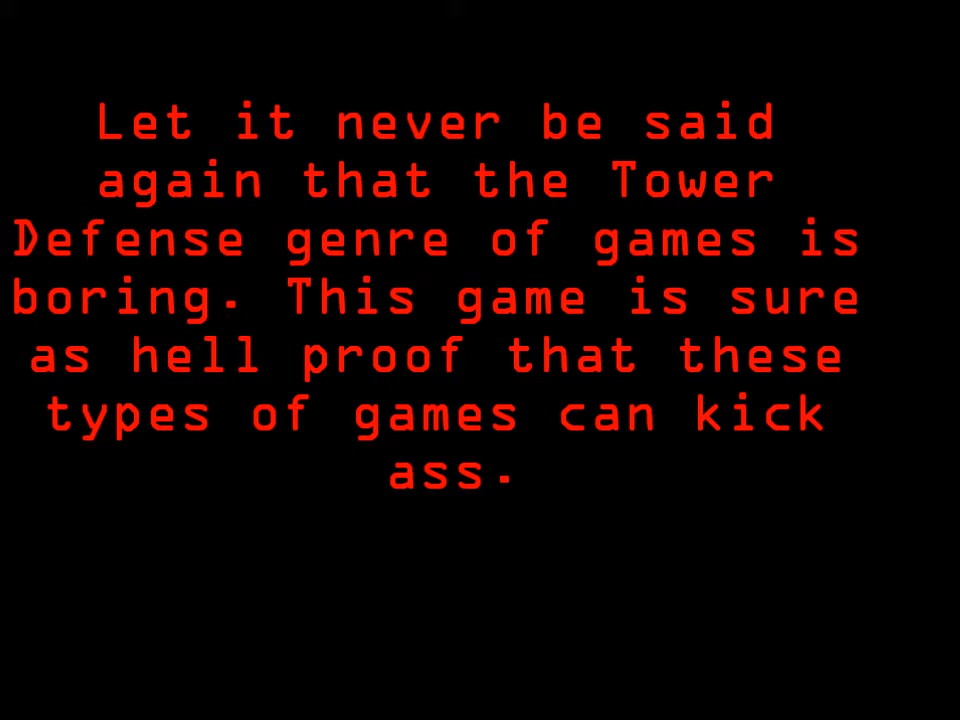 Let it never be said
again that the Tower
Defense genre of games is
boring. This game is sure
as hell proof that these
types of games can kick
ass.